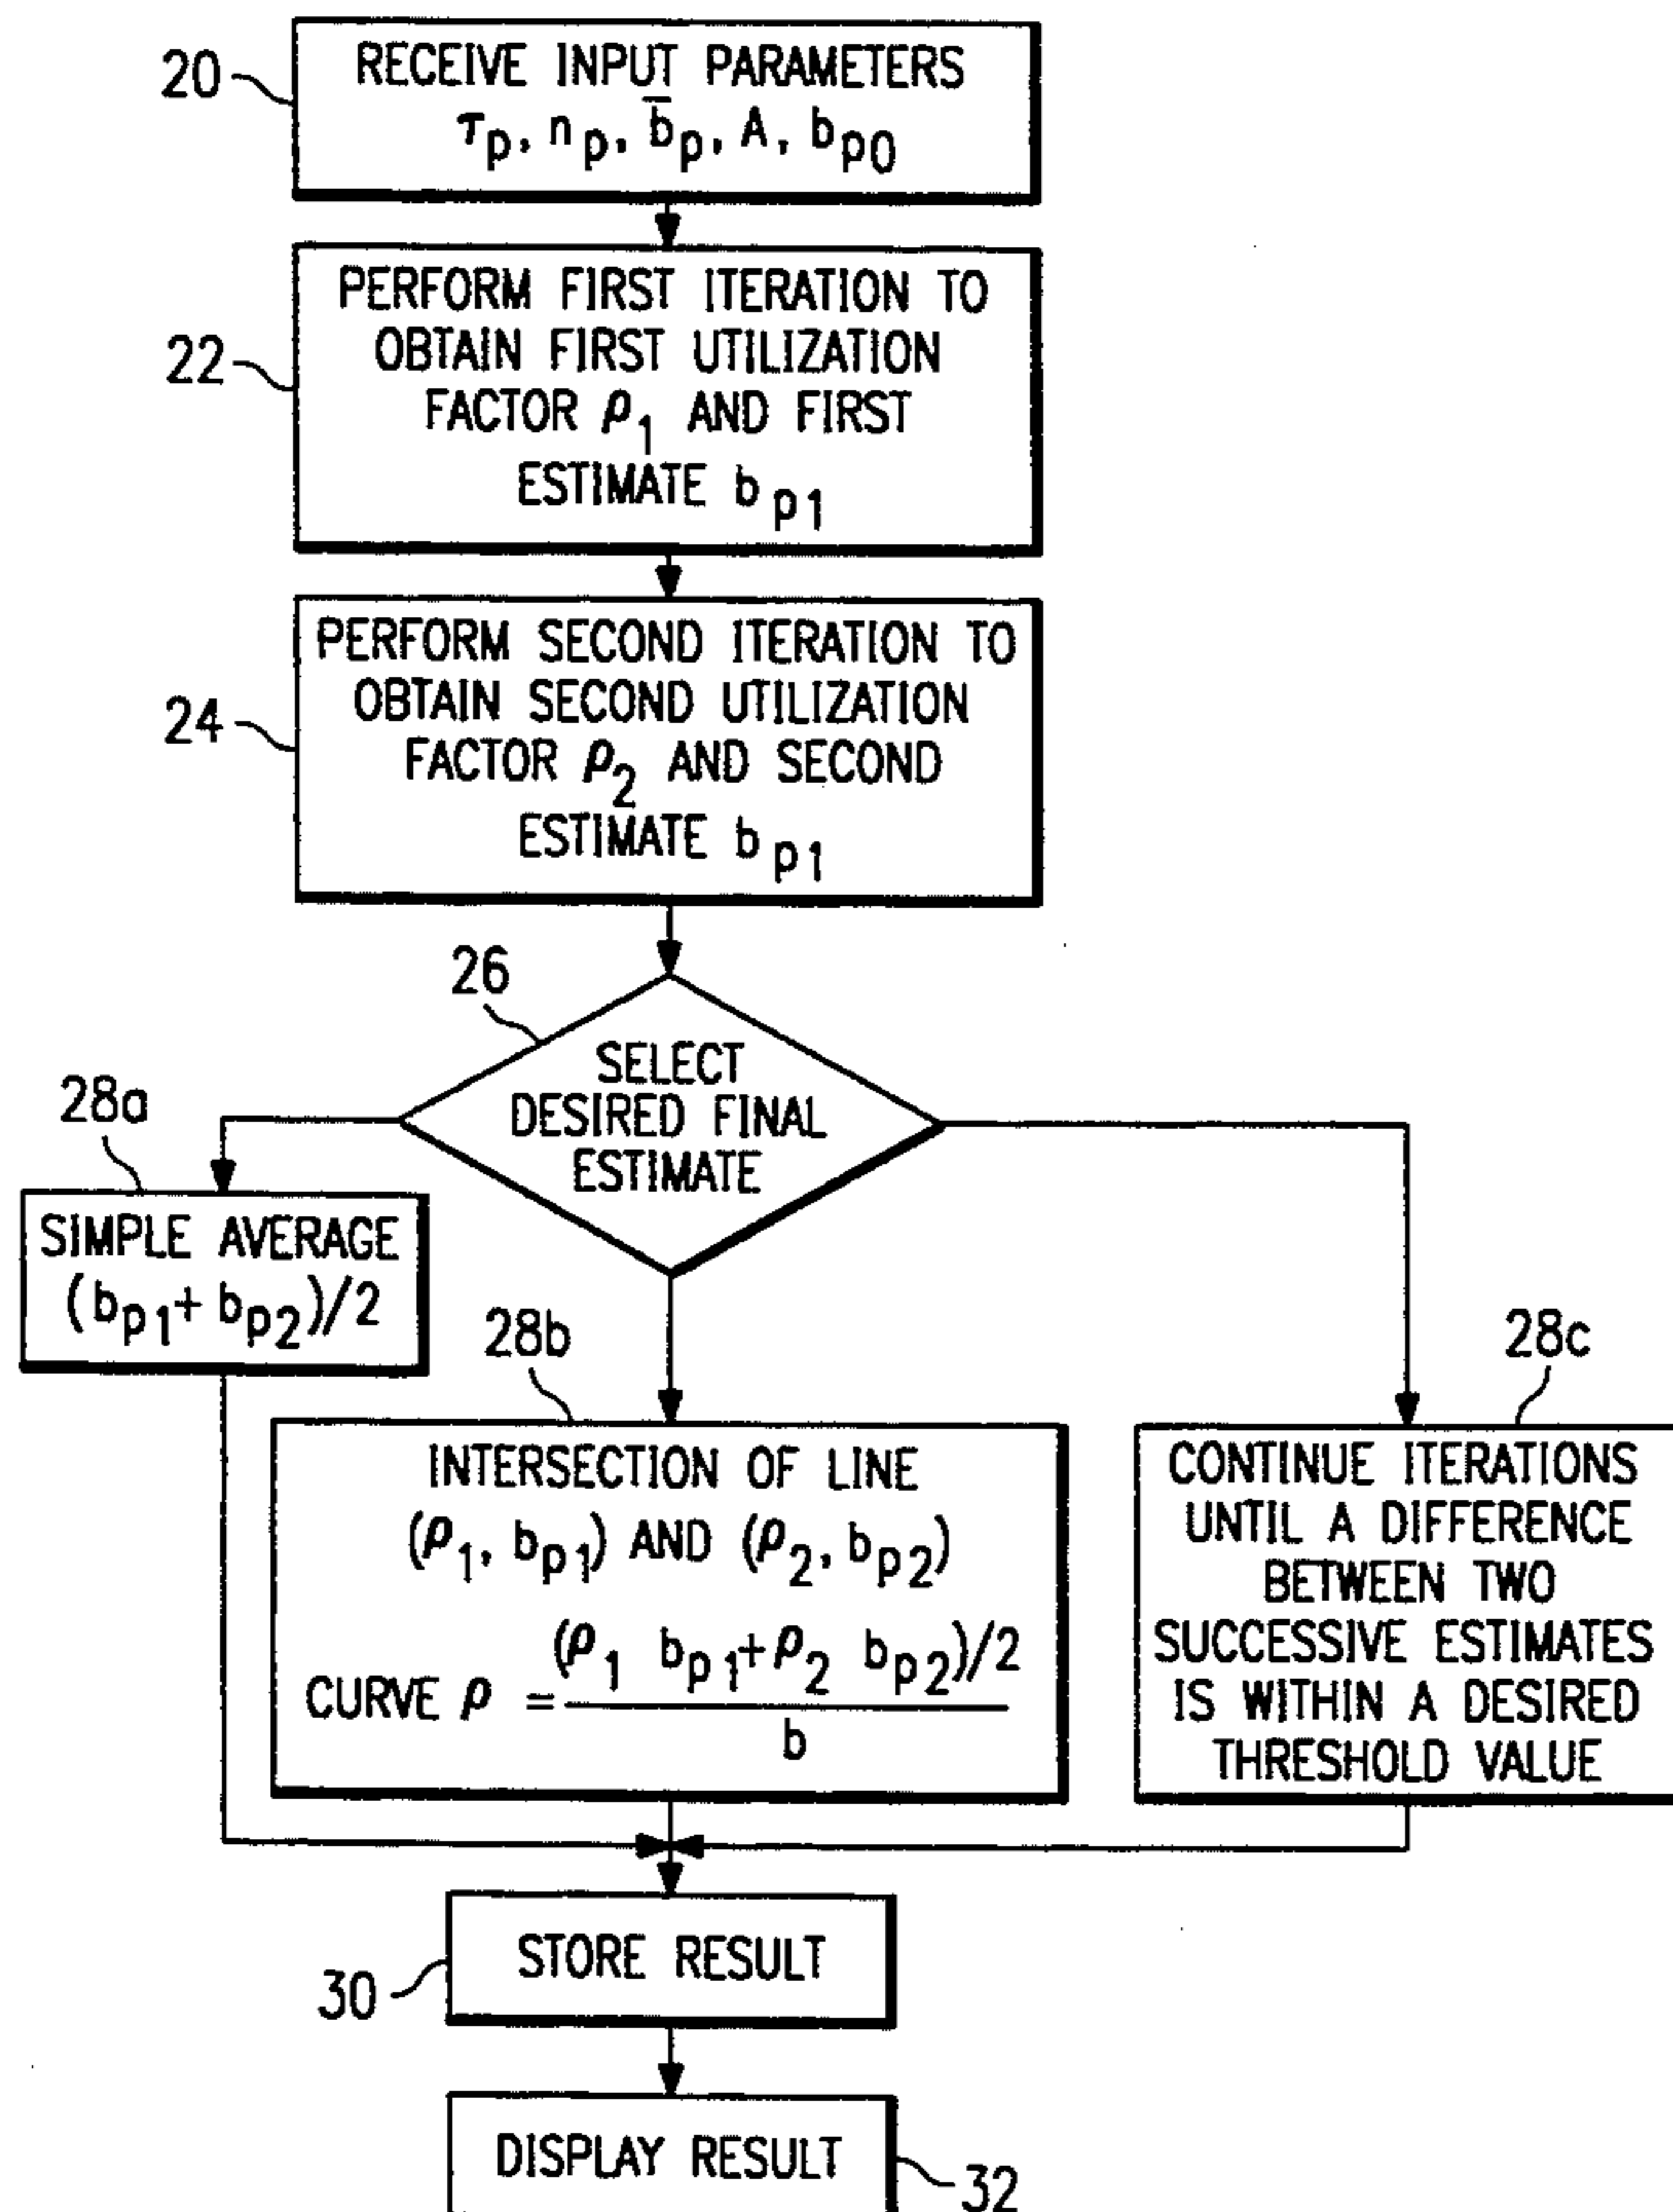 20
RECEIVE INPUT PARAMETERS
τp, np, b̄p, A, bp0
22
PERFORM FIRST ITERATION TO
OBTAIN FIRST UTILIZATION
FACTOR ρ1 AND FIRST
ESTIMATE bp1
24
PERFORM SECOND ITERATION TO
OBTAIN SECOND UTILIZATION
FACTOR ρ2 AND SECOND
ESTIMATE bp1
26
SELECT
DESIRED FINAL
ESTIMATE
28a
SIMPLE AVERAGE
(bp1+ bp2)/2
28b
INTERSECTION OF LINE
(ρ1, bp1) AND (ρ2, bp2)
CURVE ρ = (ρ1 bp1+ρ2 bp2)/2
b
28c
CONTINUE ITERATIONS
UNTIL A DIFFERENCE
BETWEEN TWO
SUCCESSIVE ESTIMATES
IS WITHIN A DESIRED
THRESHOLD VALUE
30
STORE RESULT
DISPLAY RESULT
32